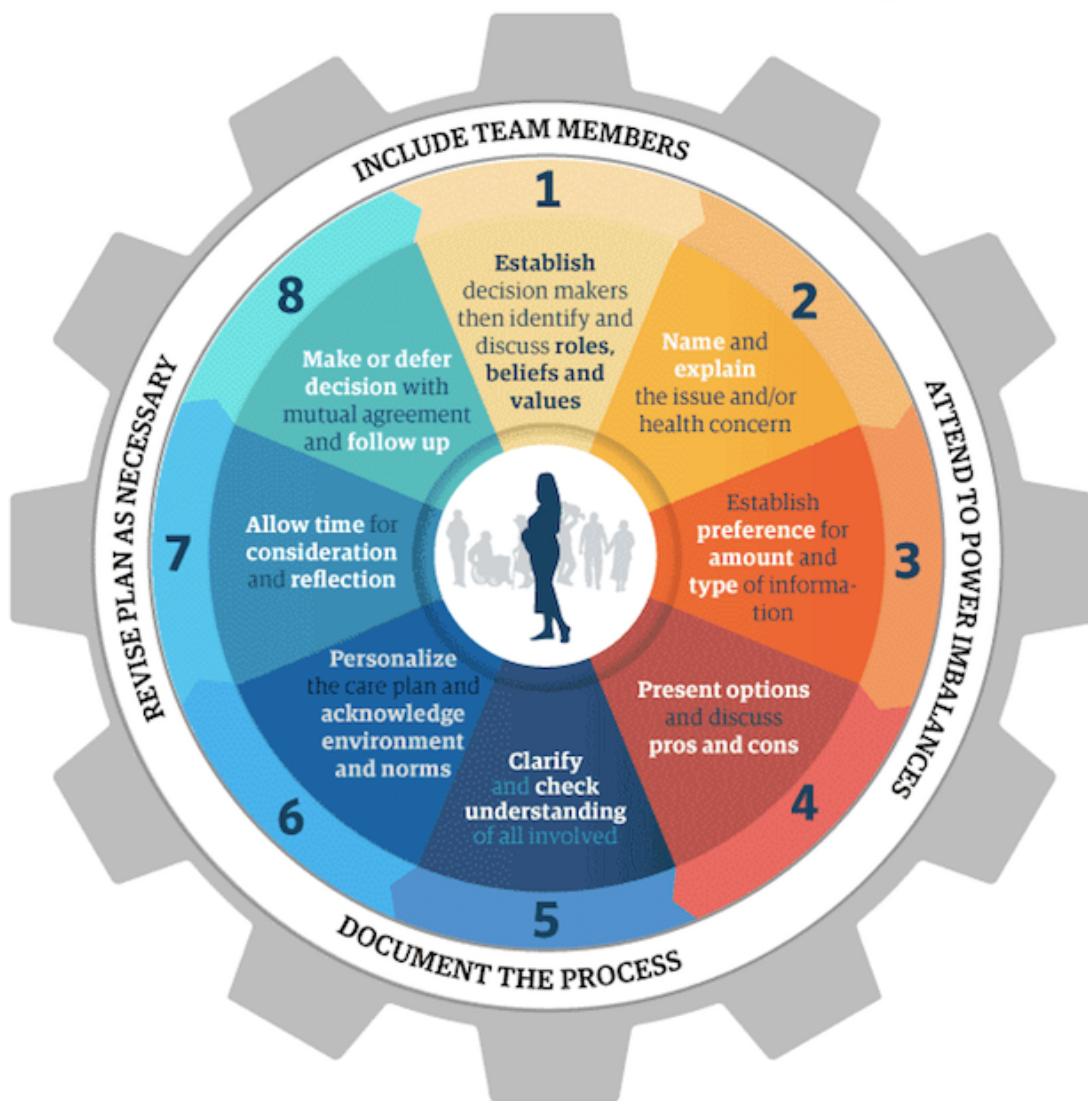 INCLUDE TEAM MEMBERS
ATTEND TO POWER IMBALANCES
DOCUMENT THE PROCESS
REVISE PLAN AS NECESSARY
1
Establish
decision makers
then identify and
discuss roles,
beliefs and
values
2
Name and
explain
the issue and/or
health concern
3
Establish
preference for
amount and
type of informa-
tion
4
Present options
and discuss
pros and cons
5
Clarify
and check
understanding
of all involved
6
Personalize
the care plan and
acknowledge
environment
and norms
7
Allow time for
consideration
and reflection
8
Make or defer
decision with
mutual agreement
and follow up